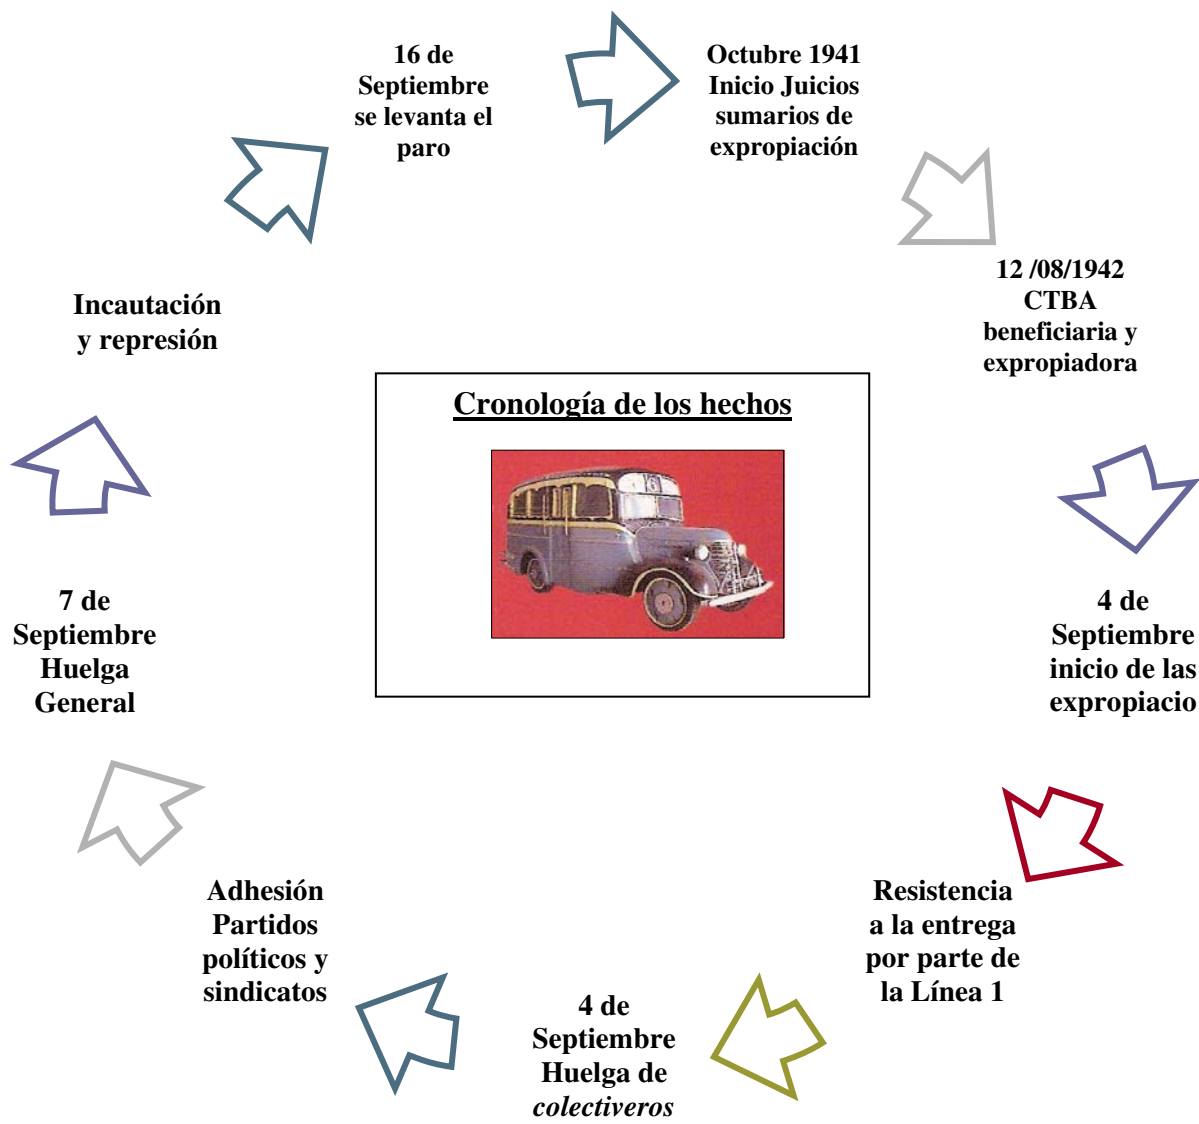 Cronología de los hechos
Octubre 1941
Inicio Juicios
sumarios de
expropiación
12 /08/1942
CTBA
beneficiaria y
expropiadora
4 de
Septiembre
inicio de las
expropiacio
Resistencia
a la entrega
por parte de
la Línea 1
4 de
Septiembre
Huelga de
colectiveros
Adhesión
Partidos
políticos y
sindicatos
7 de
Septiembre
Huelga
General
Incautación
y represión
16 de
Septiembre
se levanta el
paro
6